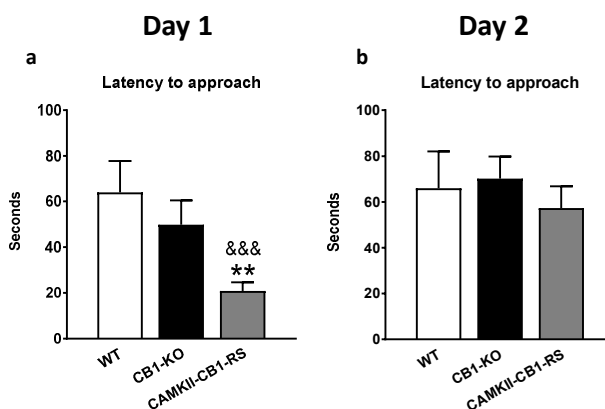 Day 1
Day 2
a
b
Latency to approach
Latency to approach
Seconds
100
80
60
40
20
0
&&&
**
WT
CB1-KO
CAMKII-CB1-RS
Seconds
100
80
60
40
20
0
WT
CB1-KO
CAMKII-CB1-RS